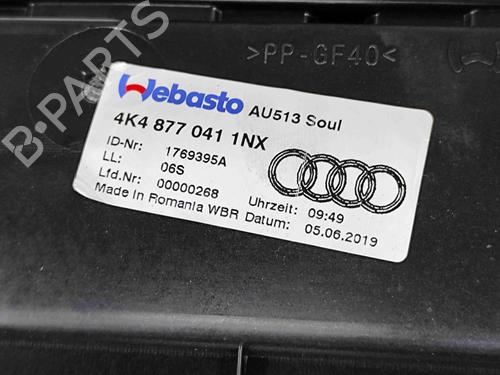 >PP-GF40<
B-PARTS
Webasto AU513 Soul
4K4 877 041 1NX
ID-Nr: 1769395A
LL: 06S
Lfd.Nr: 00000268 Uhrzeit: 09:49
Made in Romania WBR Datum: 05.06.2019